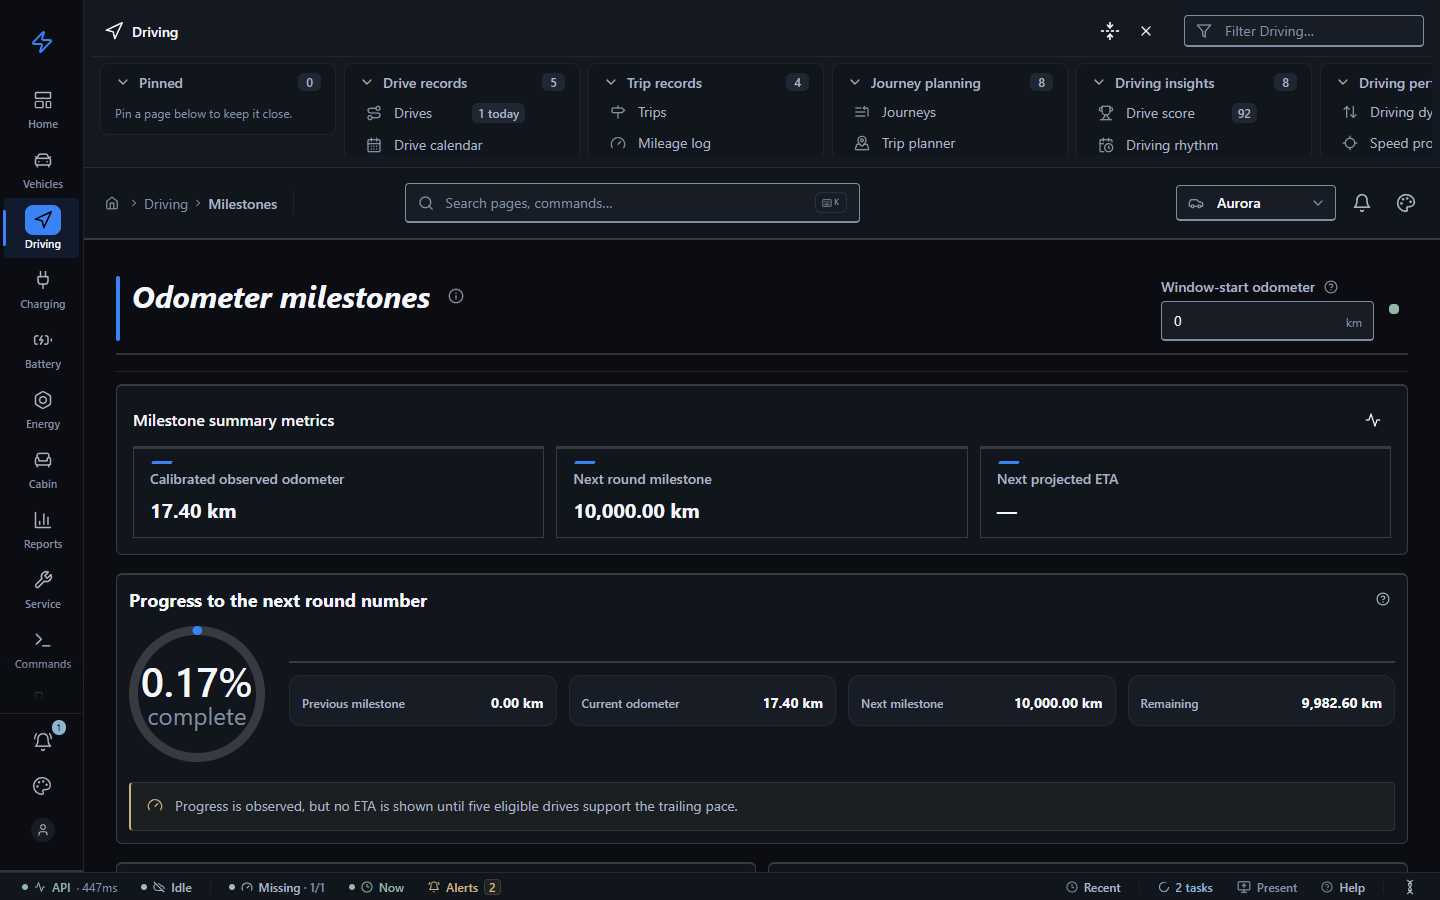 Driving
Filter Driving...
Pinned 0
Pin a page below to keep it close.
Drive records 5
Drives 1 today
Drive calendar
Trip records 4
Trips
Mileage log
Journey planning 8
Journeys
Trip planner
Driving insights 8
Drive score 92
Driving rhythm
Driving per
Driving dy
Speed pro
Home
Vehicles
Driving
Charging
Battery
Energy
Cabin
Reports
Service
Commands
1
Driving
Milestones
Search pages, commands...
K
Aurora
Odometer milestones
Window-start odometer
0 km
Milestone summary metrics
Calibrated observed odometer
17.40 km
Next round milestone
10,000.00 km
Next projected ETA
—
Progress to the next round number
0.17%
complete
Previous milestone 0.00 km
Current odometer 17.40 km
Next milestone 10,000.00 km
Remaining 9,982.60 km
Progress is observed, but no ETA is shown until five eligible drives support the trailing pace.
API · 447ms
Idle
Missing · 1/1
Now
Alerts 2
Recent
2 tasks
Present
Help